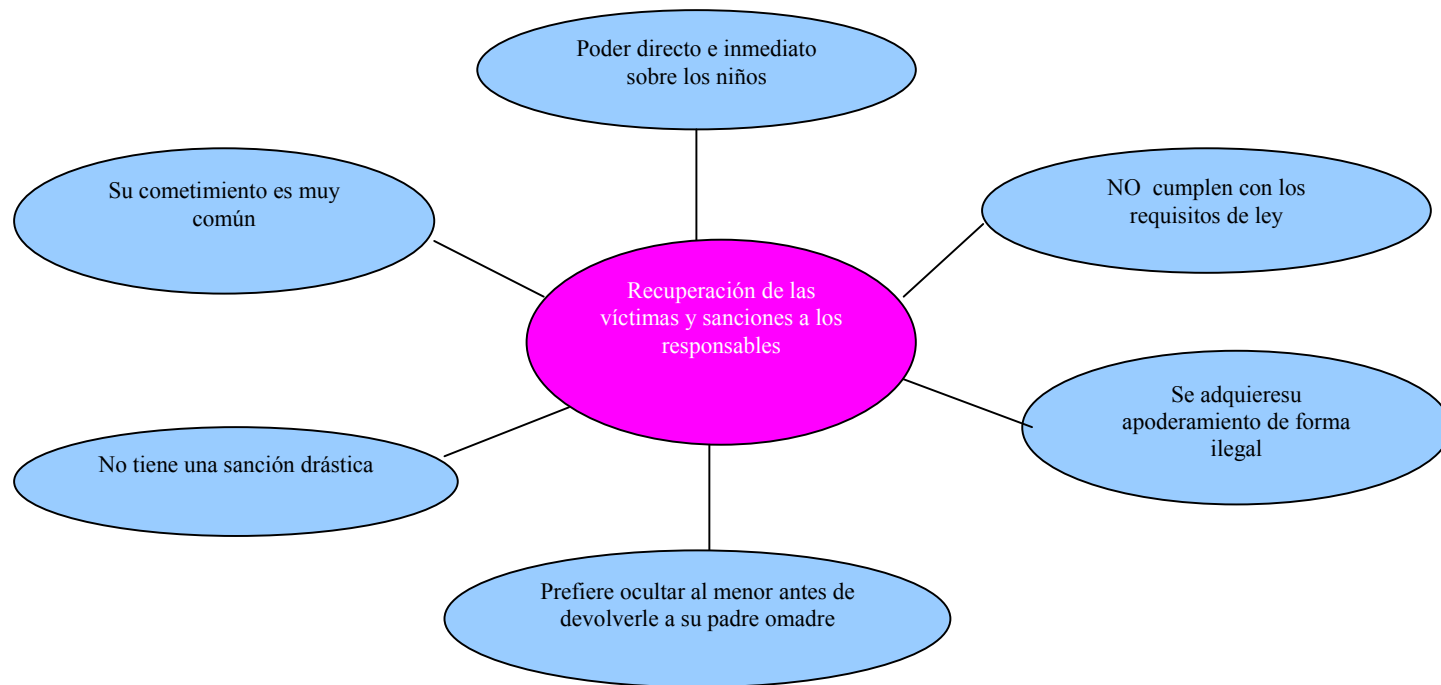 Poder directo e inmediato
sobre los niños
Su cometimiento es muy
común
NO  cumplen con los
requisitos de ley
Recuperación de las
víctimas y sanciones a los
responsables
Se adquieresu
apoderamiento de forma
ilegal
No tiene una sanción drástica
Prefiere ocultar al menor antes de
devolverle a su padre omadre